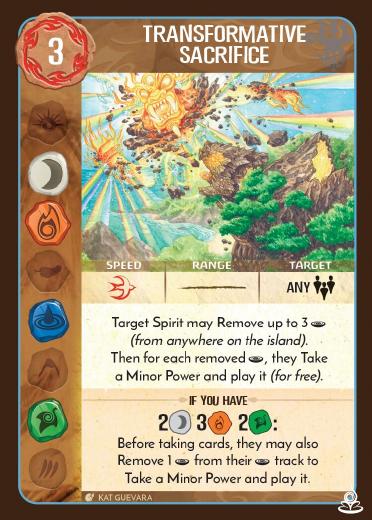 3
TRANSFORMATIVE
SACRIFICE
SPEED RANGE TARGET
ANY
Target Spirit may Remove up to 3
(from anywhere on the island).
Then for each removed , they Take
a Minor Power and play it (for free).
IF YOU HAVE
2 3 2 :
Before taking cards, they may also
Remove 1 from their track to
Take a Minor Power and play it.
KAT GUEVARA